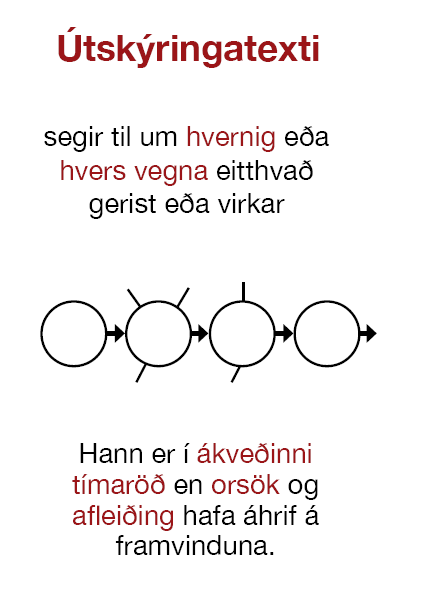 Útskýringatexti
segir til um hvernig eða
hvers vegna eitthvað
gerist eða virkar
Hann er í ákveðinni
tímaröð en orsök og
afleiðing hafa áhrif á
framvinduna.